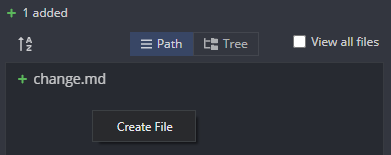 + 1 added
Path Tree View all files
+ change.md
Create File